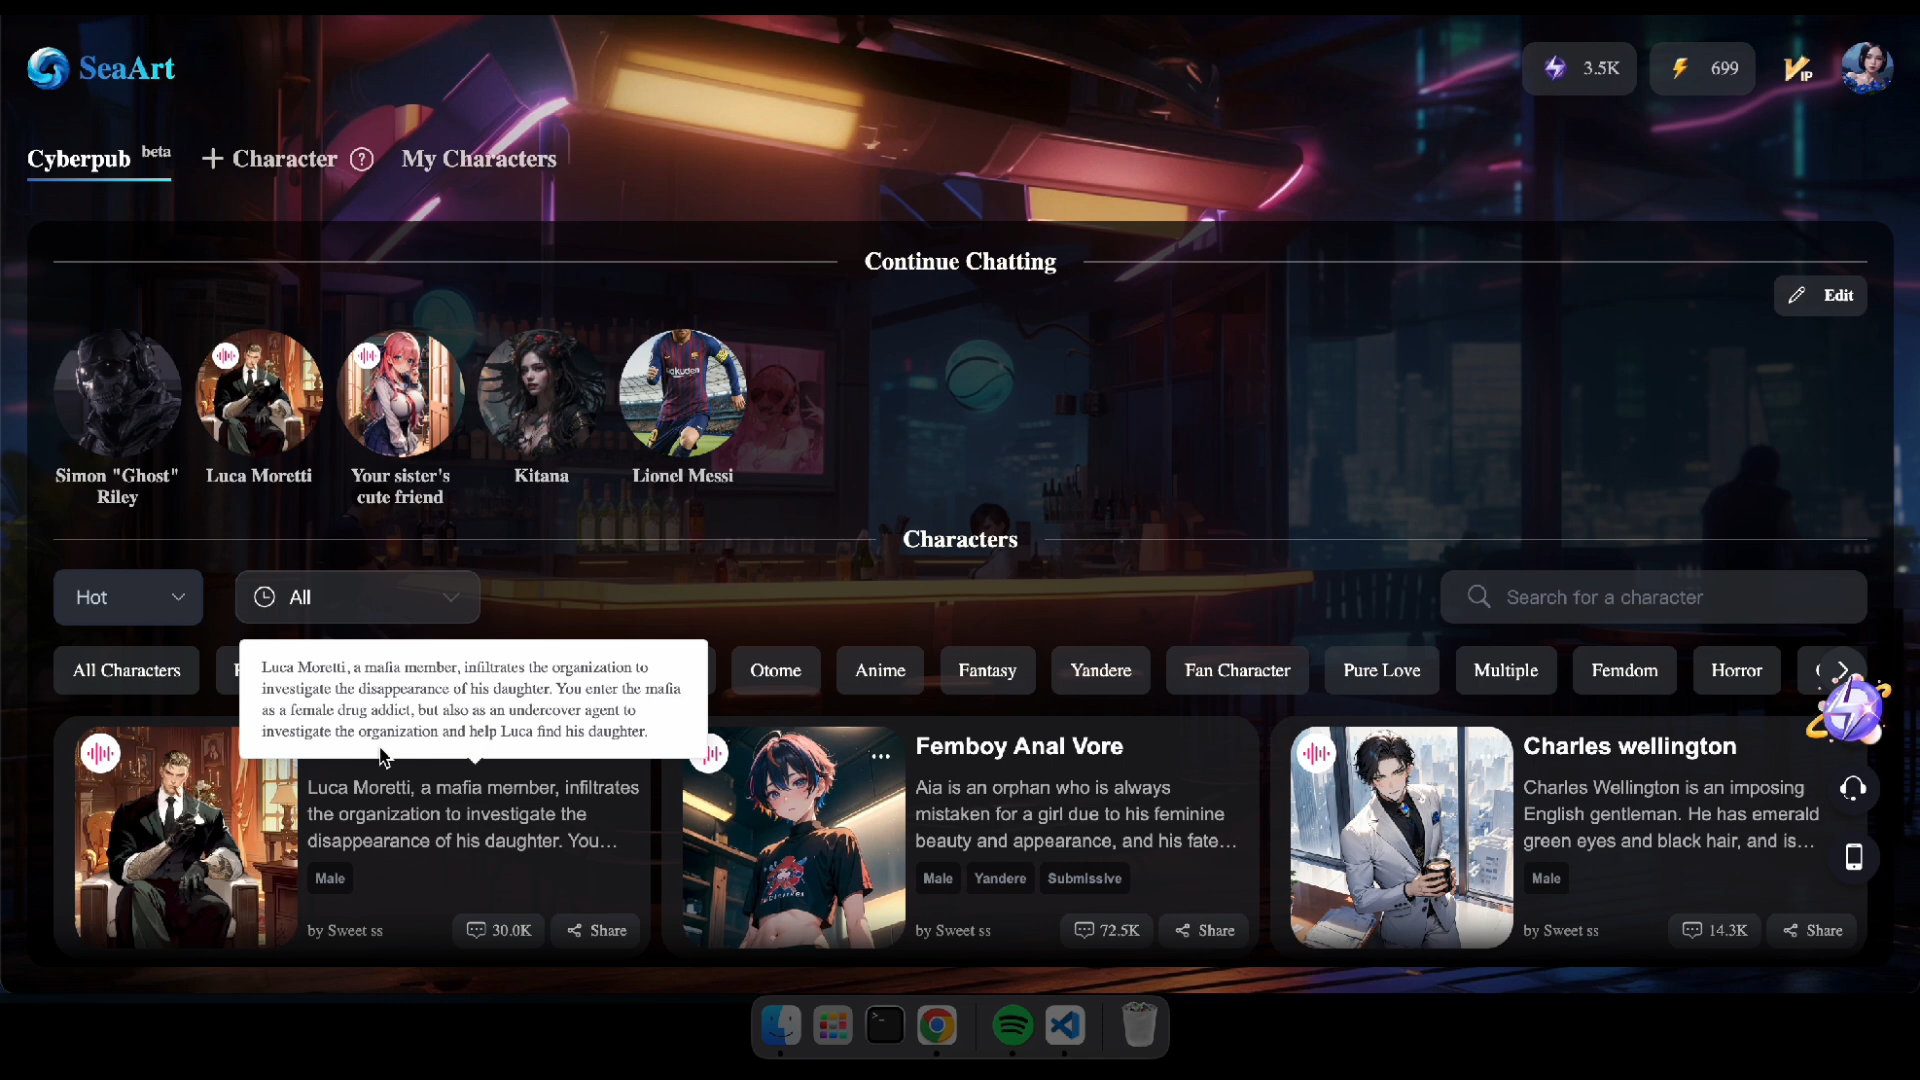 SeaArt
3.5K
699
VIP
Cyberpub beta
Character ?
My Characters
Continue Chatting
Edit
Rakuten
Simon "Ghost"
Riley
Luca Moretti
Your sister's
cute friend
Kitana
Lionel Messi
Characters
Hot
All
Search for a character
All Characters
Luca Moretti, a mafia member, infiltrates the organization to
investigate the disappearance of his daughter. You enter the mafia
as a female drug addict, but also as an undercover agent to
investigate the organization and help Luca find his daughter.
Otome
Anime
Fantasy
Yandere
Fan Character
Pure Love
Multiple
Femdom
Horror
Luca Moretti, a mafia member, infiltrates
the organization to investigate the
disappearance of his daughter. You...
Male
by Sweet ss
30.0K
Share
Femboy Anal Vore
Aia is an orphan who is always
mistaken for a girl due to his feminine
beauty and appearance, and his fate...
Male
Yandere
Submissive
by Sweet ss
72.5K
Share
Charles wellington
Charles Wellington is an imposing
English gentleman. He has emerald
green eyes and black hair, and is...
Male
by Sweet ss
14.3K
Share